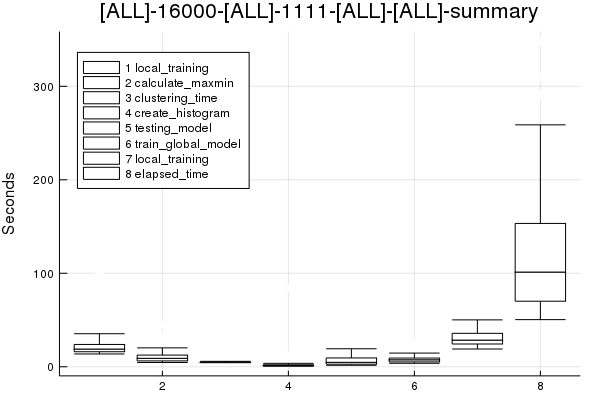 [ALL]-16000-[ALL]-1111-[ALL]-[ALL]-summary
Seconds
300
200
100
0
1 local_training
2 calculate_maxmin
3 clustering_time
4 create_histogram
5 testing_model
6 train_global_model
7 local_training
8 elapsed_time
2
4
6
8